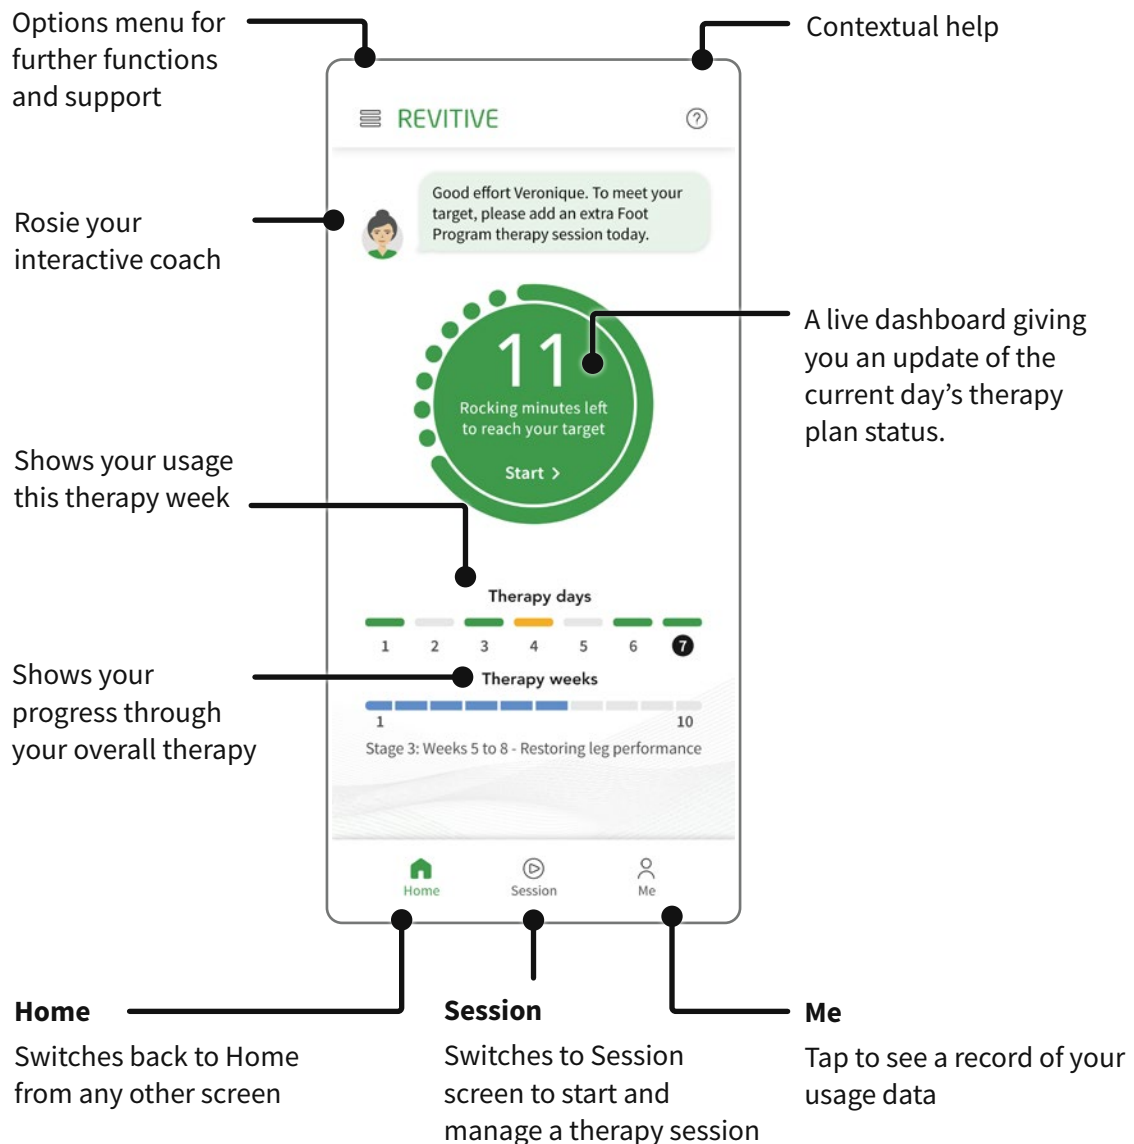 Options menu for
further functions
and support
Contextual help
REVITIVE
?
Good effort Veronique. To meet your
target, please add an extra Foot
Program therapy session today.
Rosie your
interactive coach
11
Rocking minutes left
to reach your target
Start >
A live dashboard giving
you an update of the
current day’s therapy
plan status.
Shows your usage
this therapy week
Therapy days
1 2 3 4 5 6 7
Shows your
progress through
your overall therapy
Therapy weeks
1 10
Stage 3: Weeks 5 to 8 - Restoring leg performance
Home Session Me
Home
Switches back to Home
from any other screen
Session
Switches to Session
screen to start and
manage a therapy session
Me
Tap to see a record of your
usage data